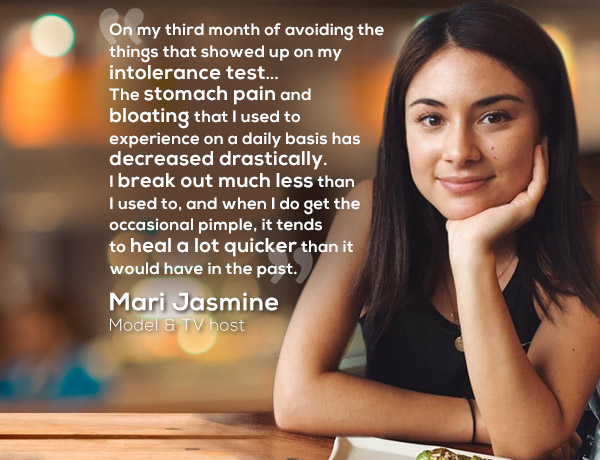 “
On my third month of avoiding the
things that showed up on my
intolerance test...
The stomach pain and
bloating that I used to
experience on a daily basis has
decreased drastically.
I break out much less than
I used to, and when I do get the
occasional pimple, it tends
to heal a lot quicker than it
would have in the past.
”
Mari Jasmine
Model & TV host